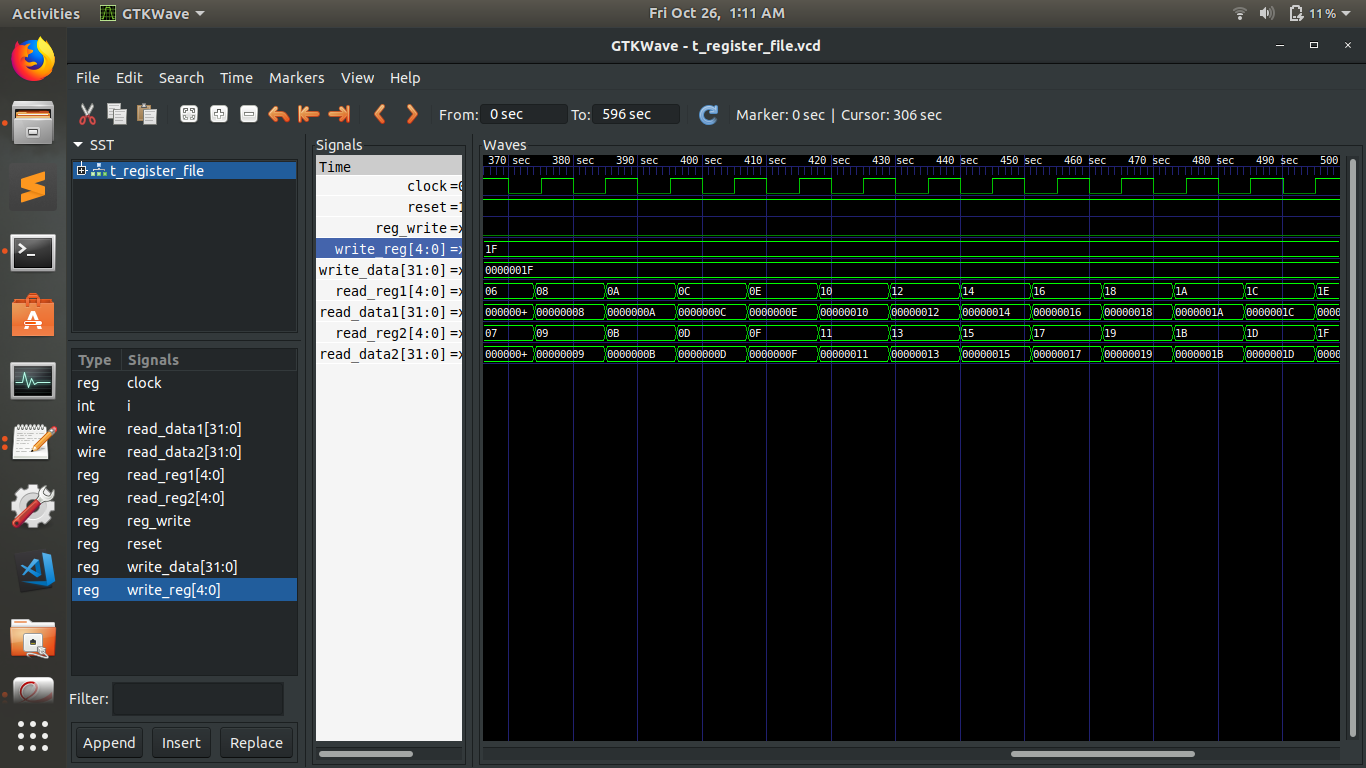 Activities GTKWave Fri Oct 26, 1:11 AM 11%
GTKWave - t_register_file.vcd
File Edit Search Time Markers View Help
From: 0 sec To: 596 sec Marker: 0 sec | Cursor: 306 sec
SST
t_register_file
Type Signals
reg clock
int i
wire read_data1[31:0]
wire read_data2[31:0]
reg read_reg1[4:0]
reg read_reg2[4:0]
reg reg_write
reg reset
reg write_data[31:0]
reg write_reg[4:0]
Filter:
Append Insert Replace
Signals
Time
clock =0
reset =1
reg_write =x
write_reg[4:0] =x
write_data[31:0] =x
read_reg1[4:0] =x
read_data1[31:0] =x
read_reg2[4:0] =x
read_data2[31:0] =x
Waves
370 sec 380 sec 390 sec 400 sec 410 sec 420 sec 430 sec 440 sec 450 sec 460 sec 470 sec 480 sec 490 sec 500
1F
0000001F
06 08 0A 0C 0E 10 12 14 16 18 1A 1C 1E
000000+ 00000008 0000000A 0000000C 0000000E 00000010 00000012 00000014 00000016 00000018 0000001A 0000001C 0000
07 09 0B 0D 0F 11 13 15 17 19 1B 1D 1F
000000+ 00000009 0000000B 0000000D 0000000F 00000011 00000013 00000015 00000017 00000019 0000001B 0000001D 0000